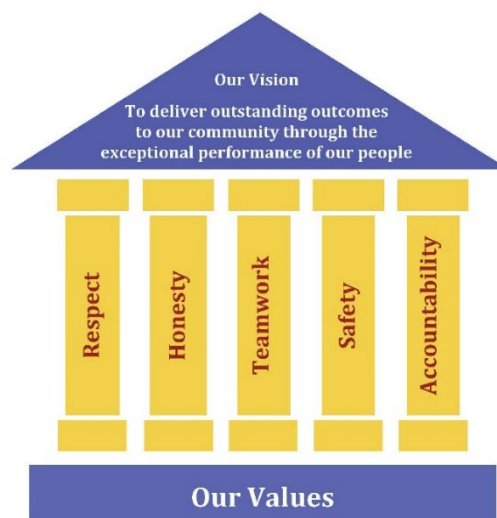 Our Vision
To deliver outstanding outcomes
to our community through the
exceptional performance of our people
Respect
Honesty
Teamwork
Safety
Accountability
Our Values